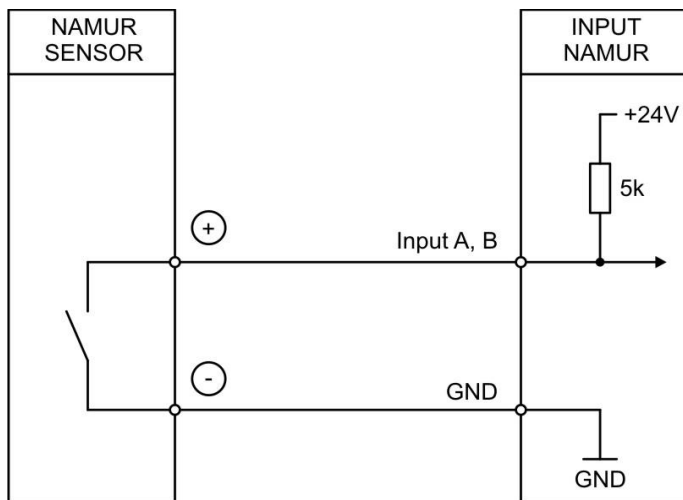 NAMUR
SENSOR
INPUT
NAMUR
+24V
5k
+
Input A, B
-
GND
GND